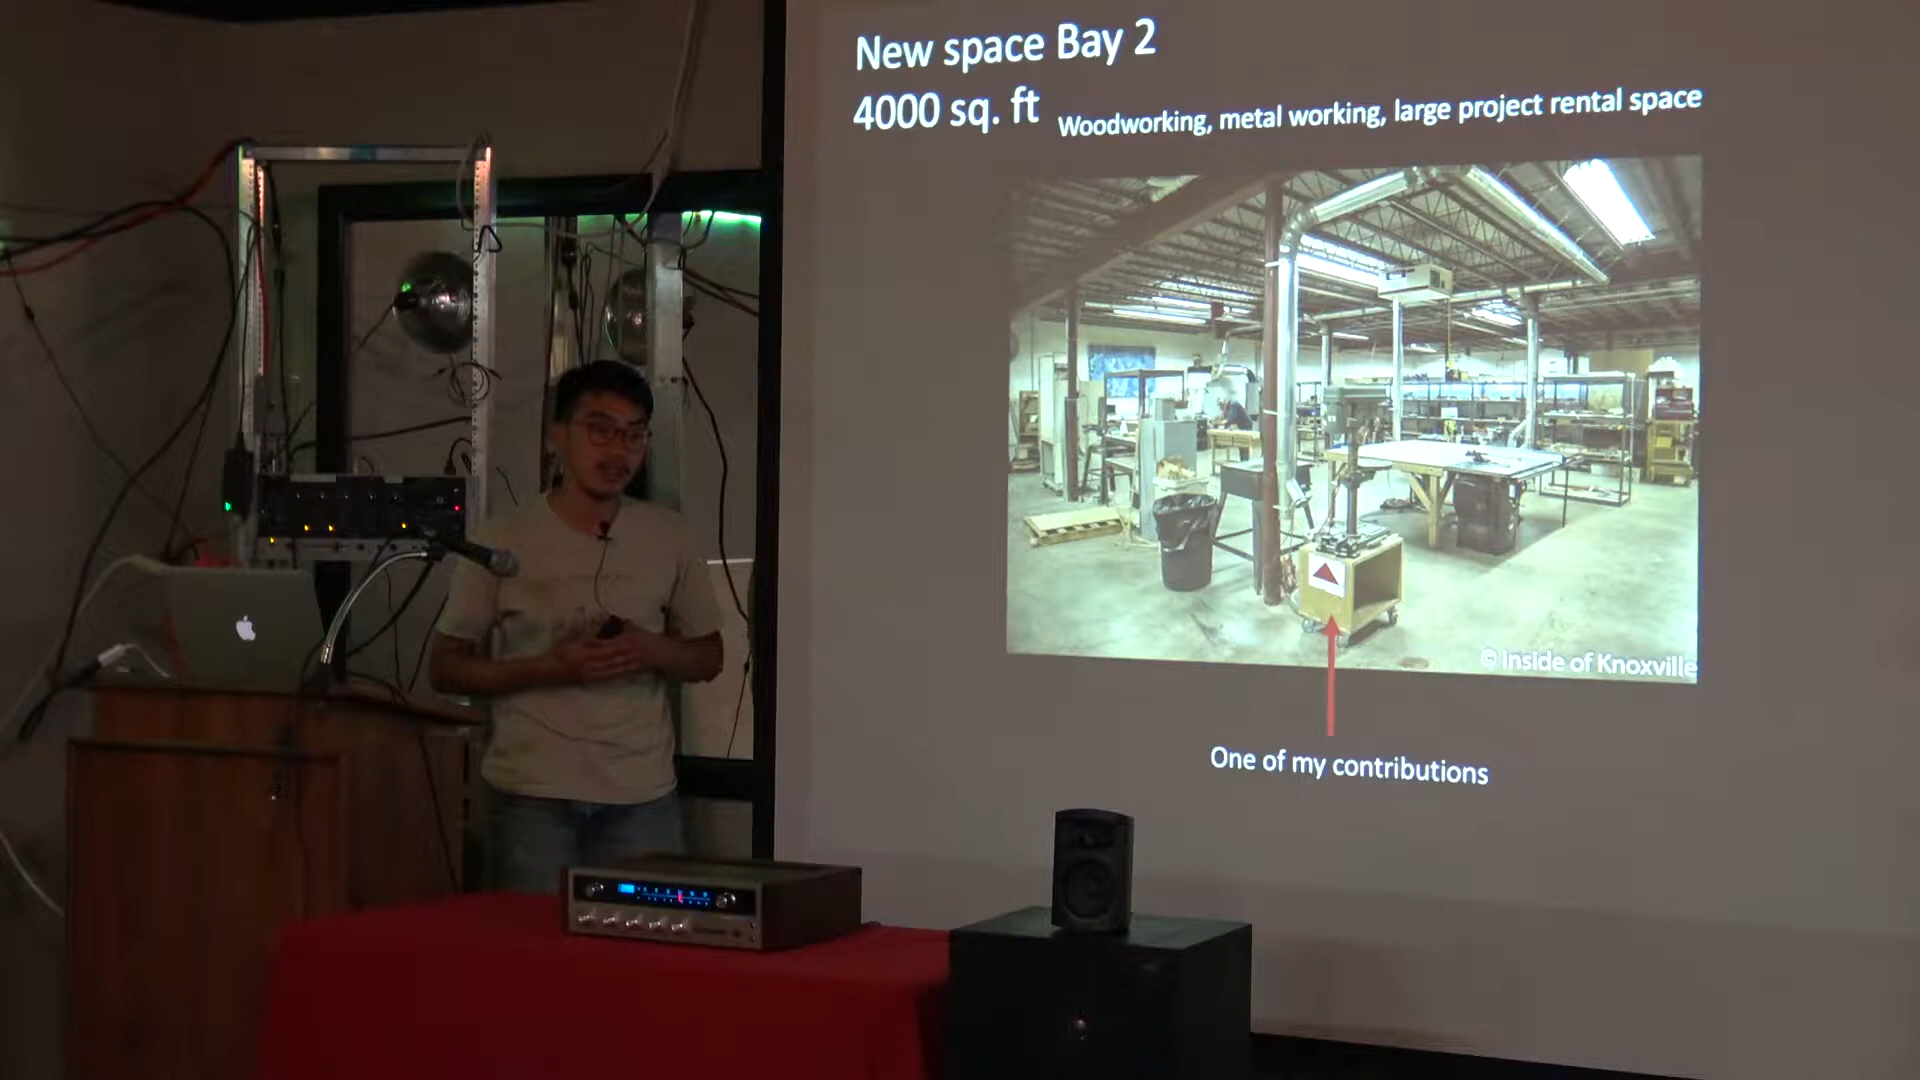 New space Bay 2
4000 sq. ft Woodworking, metal working, large project rental space
© Inside of Knoxville
One of my contributions